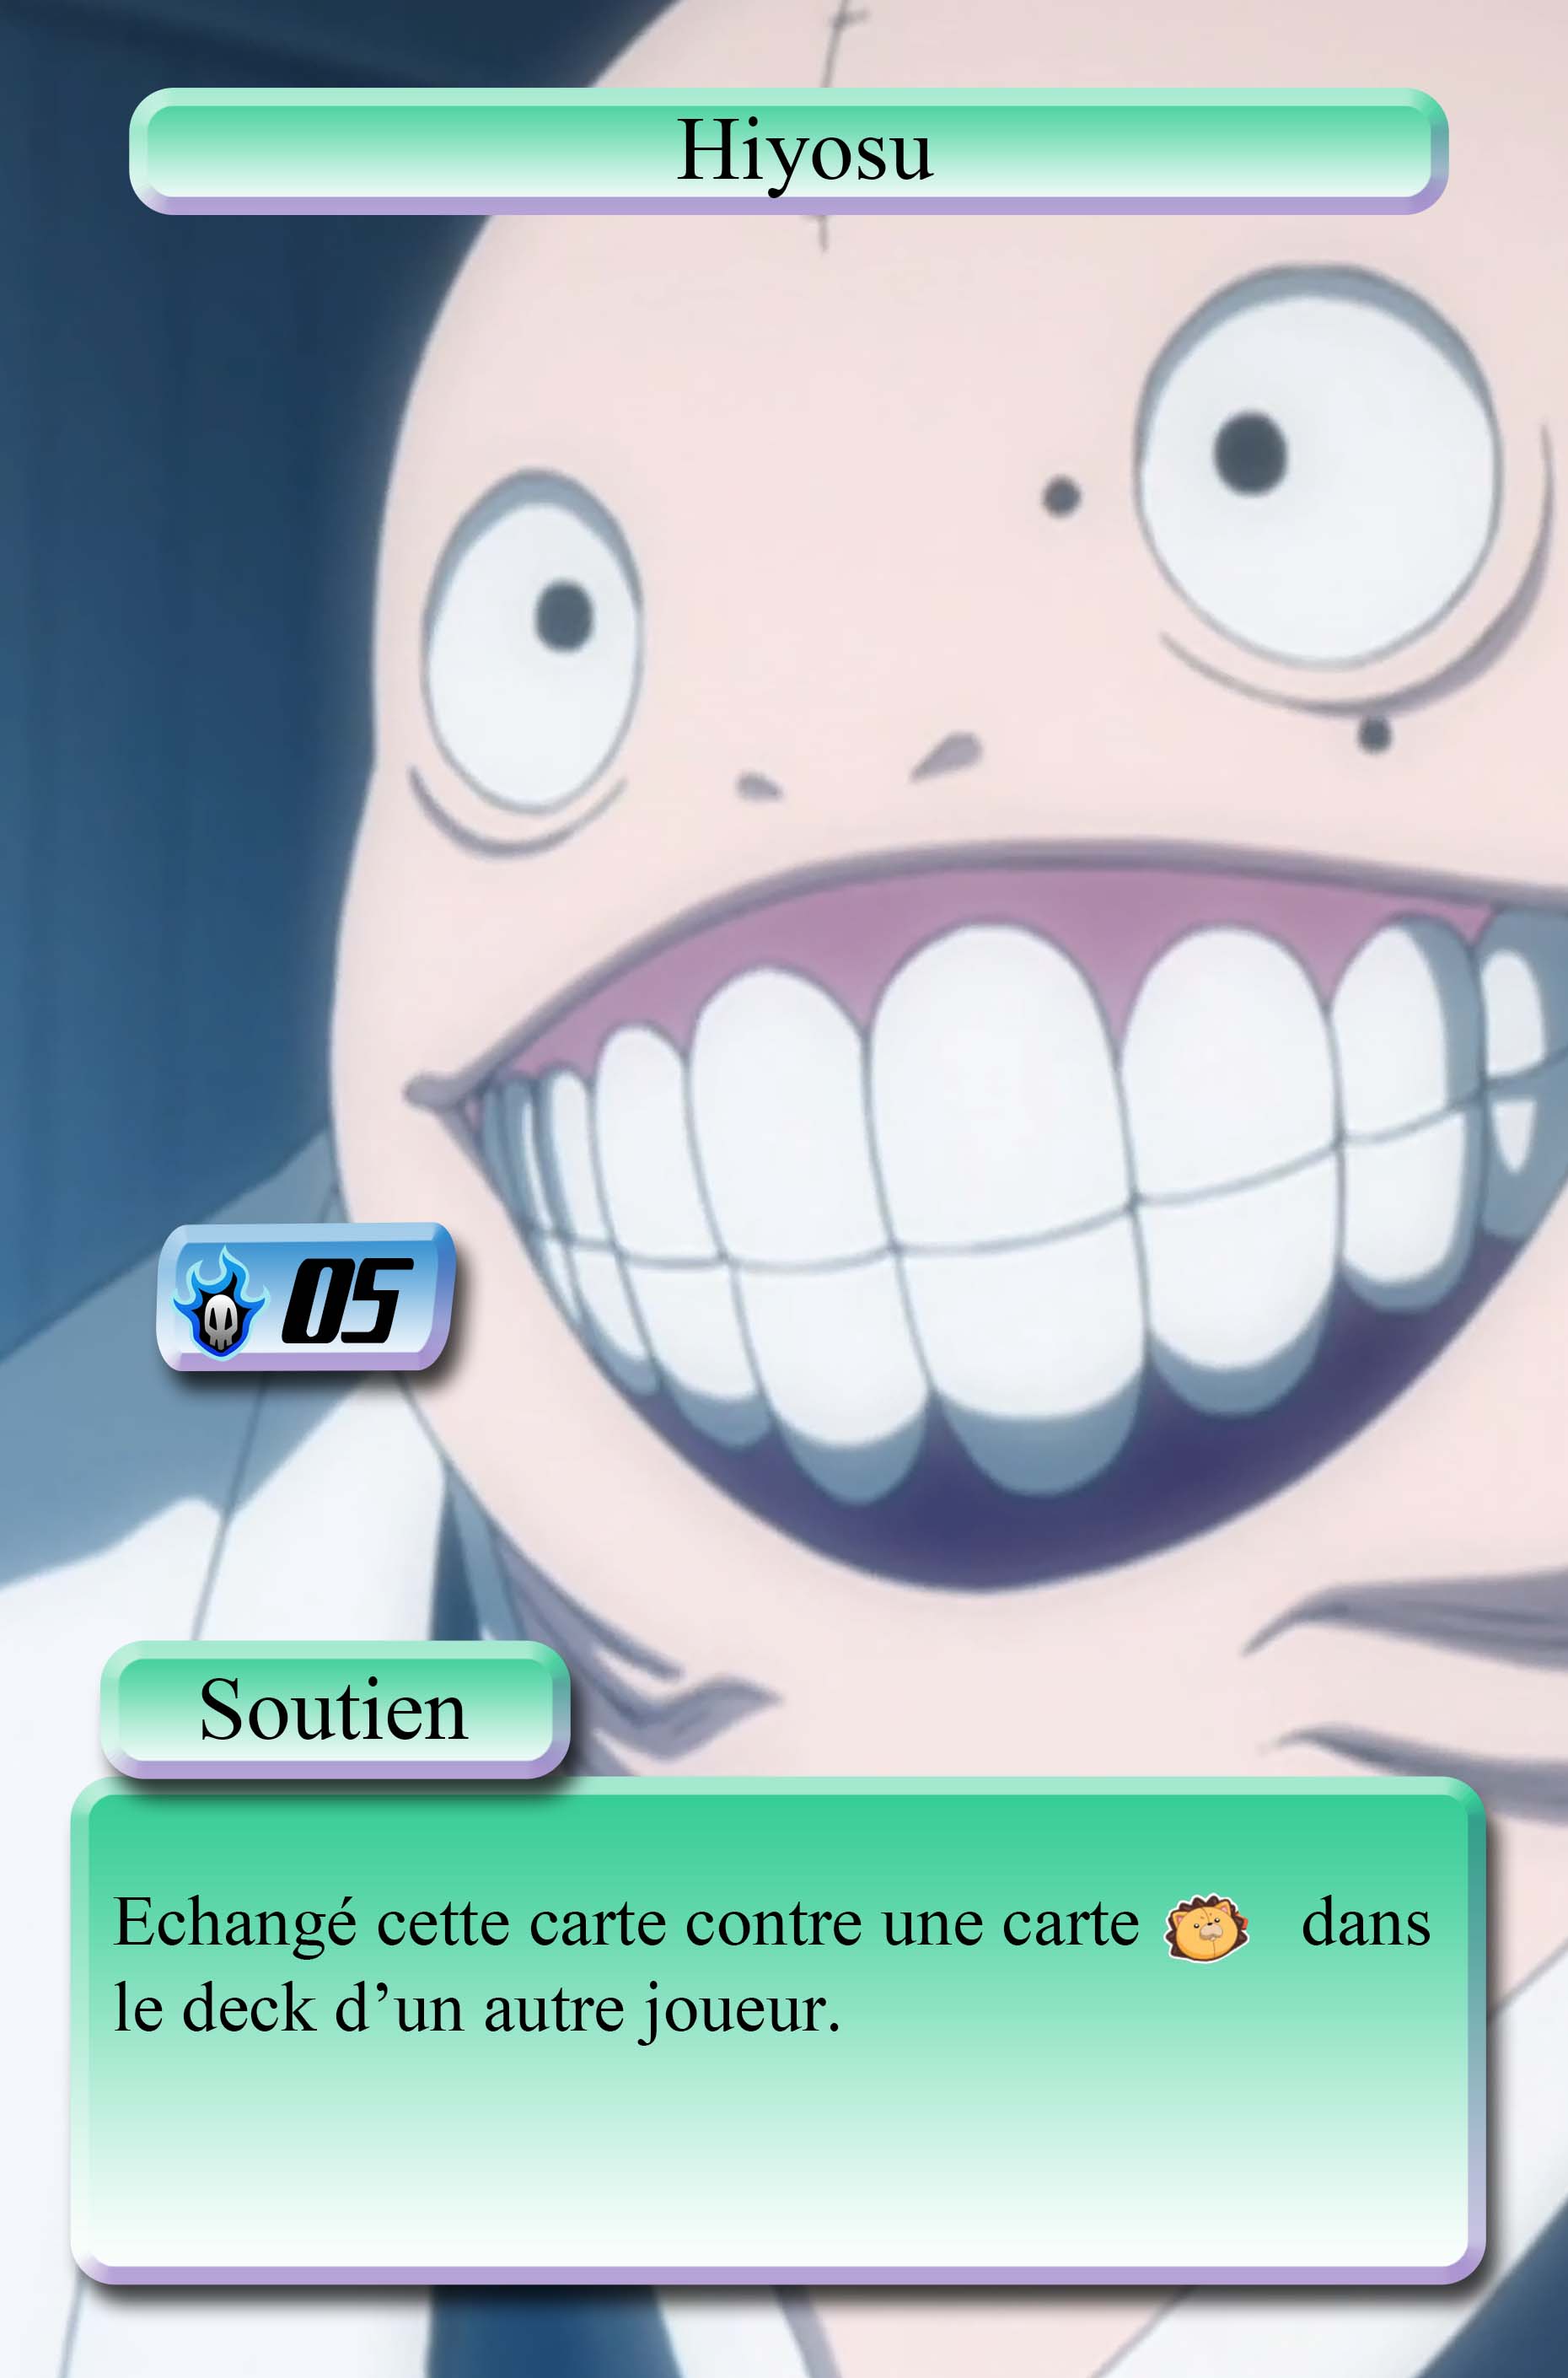 Hiyosu
05
Soutien
Echangé cette carte contre une carte dans
le deck d’un autre joueur.